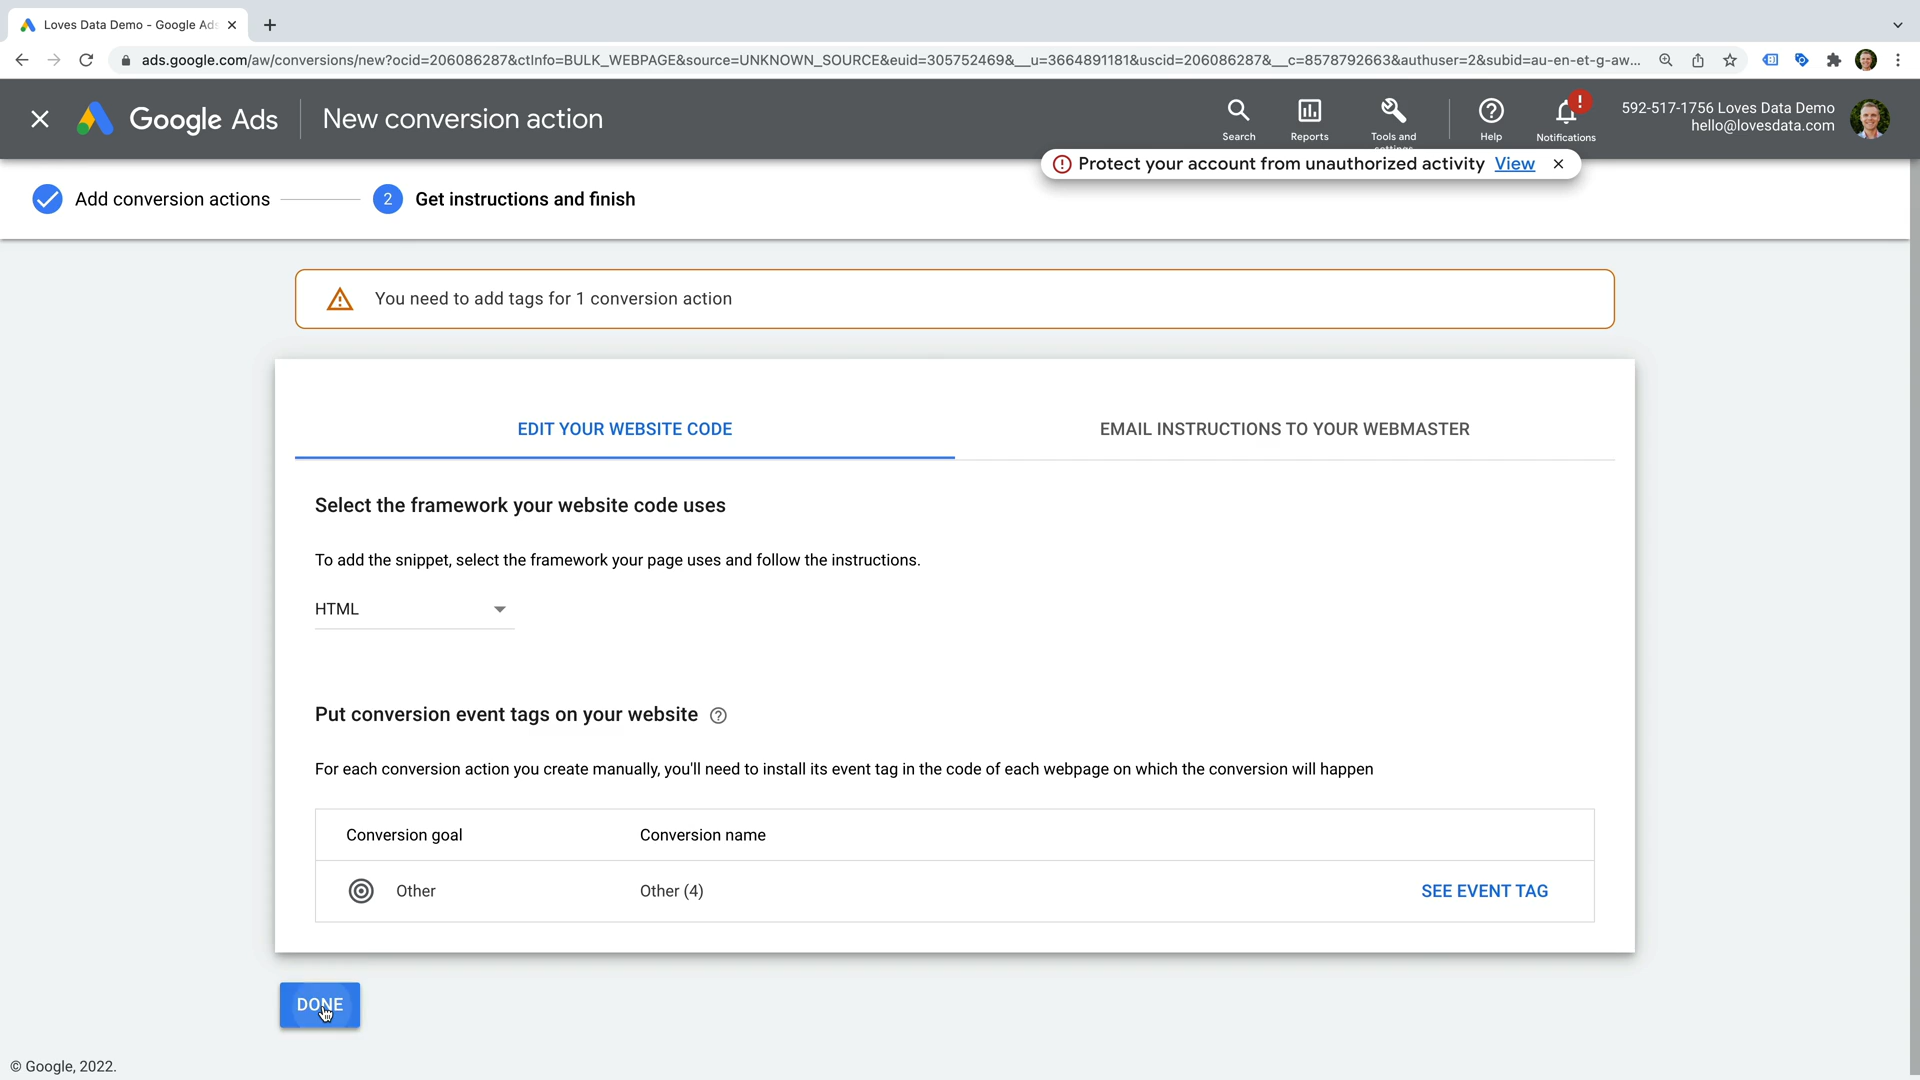 Loves Data Demo - Google Ads
ads.google.com/aw/conversions/new?ocid=206086287&ctInfo=BULK_WEBPAGE&source=UNKNOWN_SOURCE&euid=305752469&__u=3664891181&uscid=206086287&__c=8578792663&authuser=2&subid=au-en-et-g-aw...
Google Ads
New conversion action
Search
Reports
Tools and
settings
Help
!
Notifications
592-517-1756 Loves Data Demo
hello@lovesdata.com
Protect your account from unauthorized activity View
Add conversion actions
2 Get instructions and finish
You need to add tags for 1 conversion action
EDIT YOUR WEBSITE CODE
EMAIL INSTRUCTIONS TO YOUR WEBMASTER
Select the framework your website code uses
To add the snippet, select the framework your page uses and follow the instructions.
HTML
Put conversion event tags on your website
For each conversion action you create manually, you'll need to install its event tag in the code of each webpage on which the conversion will happen
Conversion goal Conversion name
Other Other (4) SEE EVENT TAG
DONE
© Google, 2022.